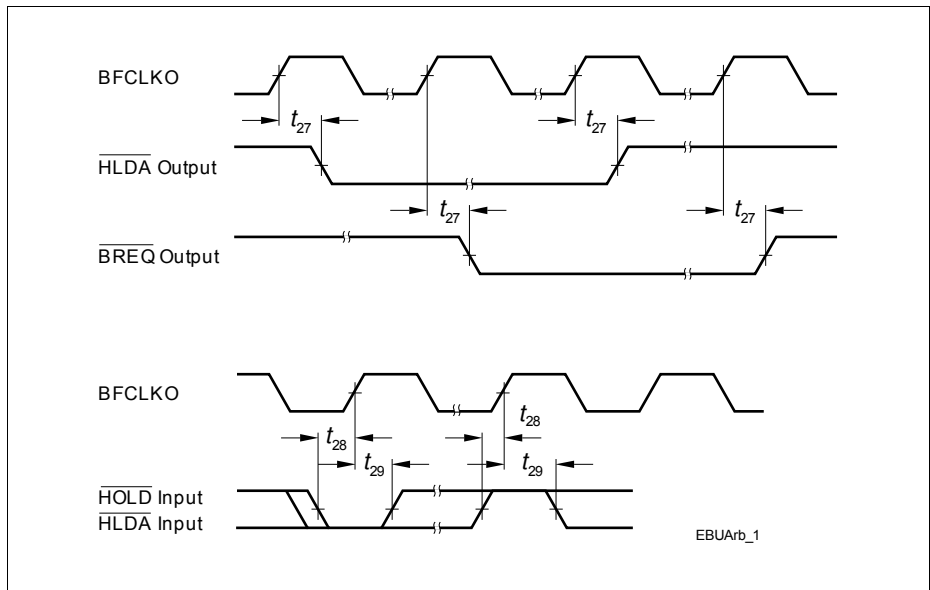 BFCLKO
t27 t27
HLDA Output
t27 t27
BREQ Output
BFCLKO
t28 t28
t29 t29
HOLD Input
HLDA Input
EBUArb_1